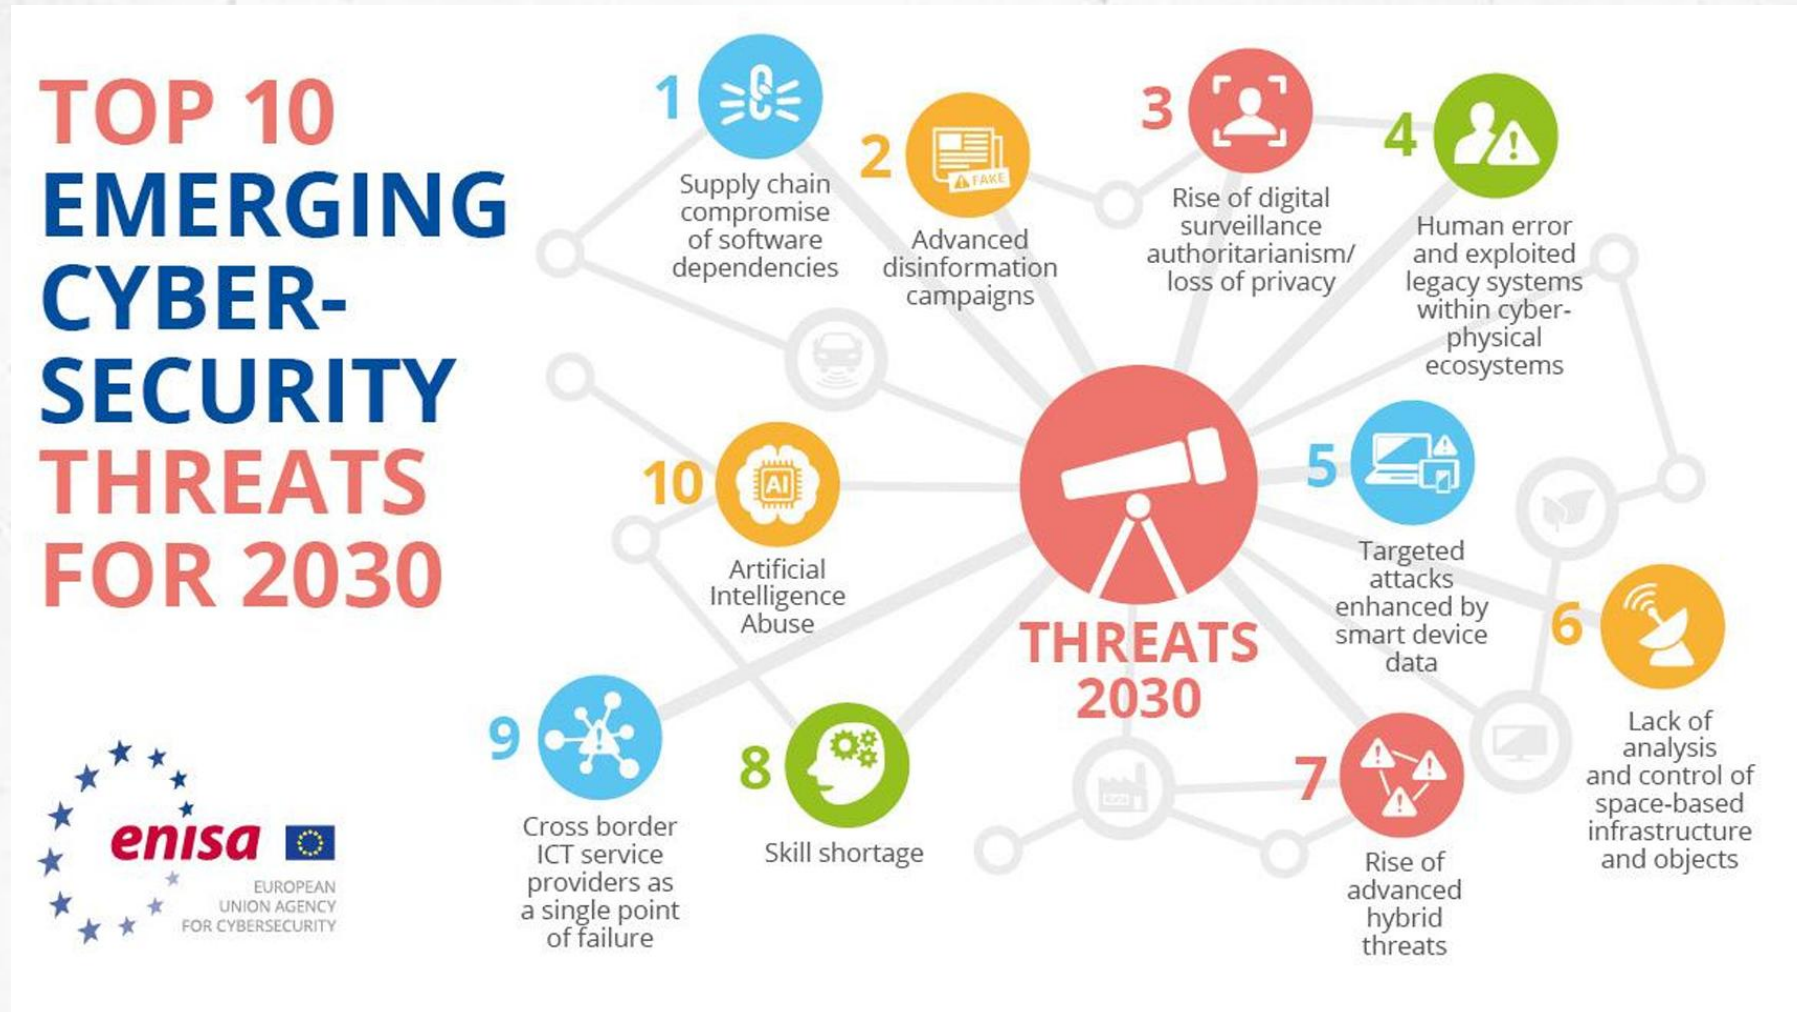 TOP 10
EMERGING
CYBER-
SECURITY
THREATS
FOR 2030
1
Supply chain
compromise
of software
dependencies
2
FAKE
Advanced
disinformation
campaigns
3
Rise of digital
surveillance
authoritarianism/
loss of privacy
4
Human error
and exploited
legacy systems
within cyber-
physical
ecosystems
5
Targeted
attacks
enhanced by
smart device
data
6
Lack of
analysis
and control of
space-based
infrastructure
and objects
7
Rise of
advanced
hybrid
threats
8
Skill shortage
9
Cross border
ICT service
providers as
a single point
of failure
10
AI
Artificial
Intelligence
Abuse
THREATS
2030
enisa
EUROPEAN
UNION AGENCY
FOR CYBERSECURITY